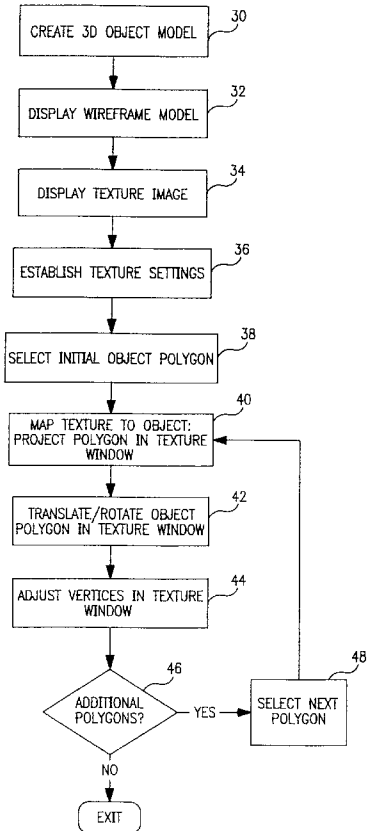 30
CREATE 3D OBJECT MODEL
32
DISPLAY WIREFRAME MODEL
34
DISPLAY TEXTURE IMAGE
36
ESTABLISH TEXTURE SETTINGS
38
SELECT INITIAL OBJECT POLYGON
40
MAP TEXTURE TO OBJECT:
PROJECT POLYGON IN TEXTURE
WINDOW
42
TRANSLATE/ROTATE OBJECT
POLYGON IN TEXTURE WINDOW
44
ADJUST VERTICES IN TEXTURE
WINDOW
46
ADDITIONAL
POLYGONS?
YES
48
SELECT NEXT
POLYGON
NO
EXIT